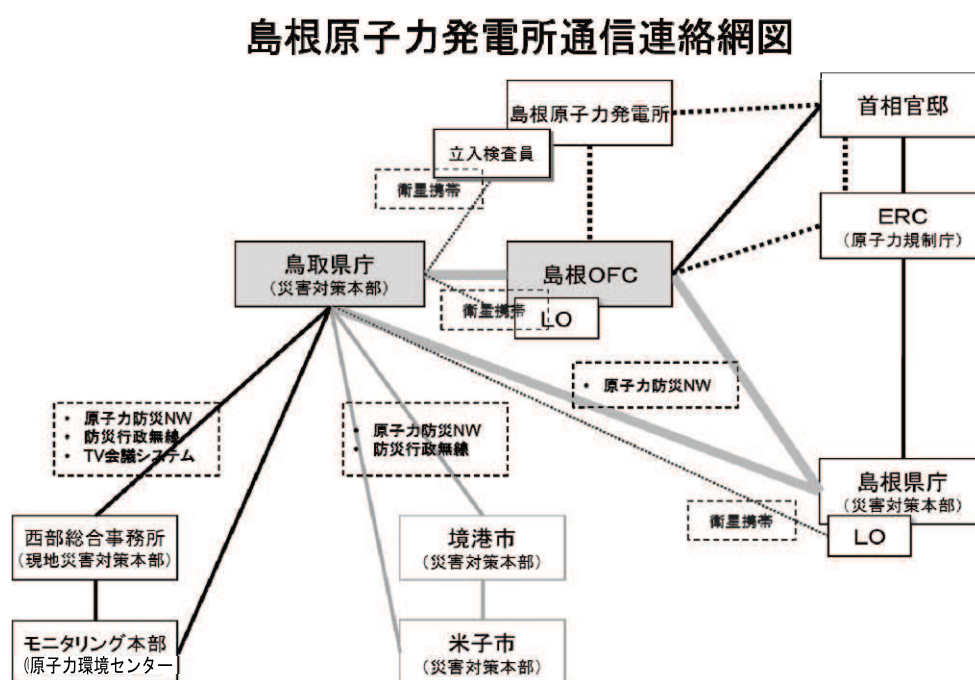 島根原子力発電所通信連絡網図
島根原子力発電所
首相官邸
立入検査員
衛星携帯
ERC
(原子力規制庁)
鳥取県庁
(災害対策本部)
島根OFC
衛星携帯
LO
• 原子力防災NW
• 原子力防災NW
• 防災行政無線
• TV会議システム
• 原子力防災NW
• 防災行政無線
島根県庁
(災害対策本部)
衛星携帯
LO
西部総合事務所
(現地災害対策本部)
境港市
(災害対策本部)
モニタリング本部
(原子力環境センター
米子市
(災害対策本部)